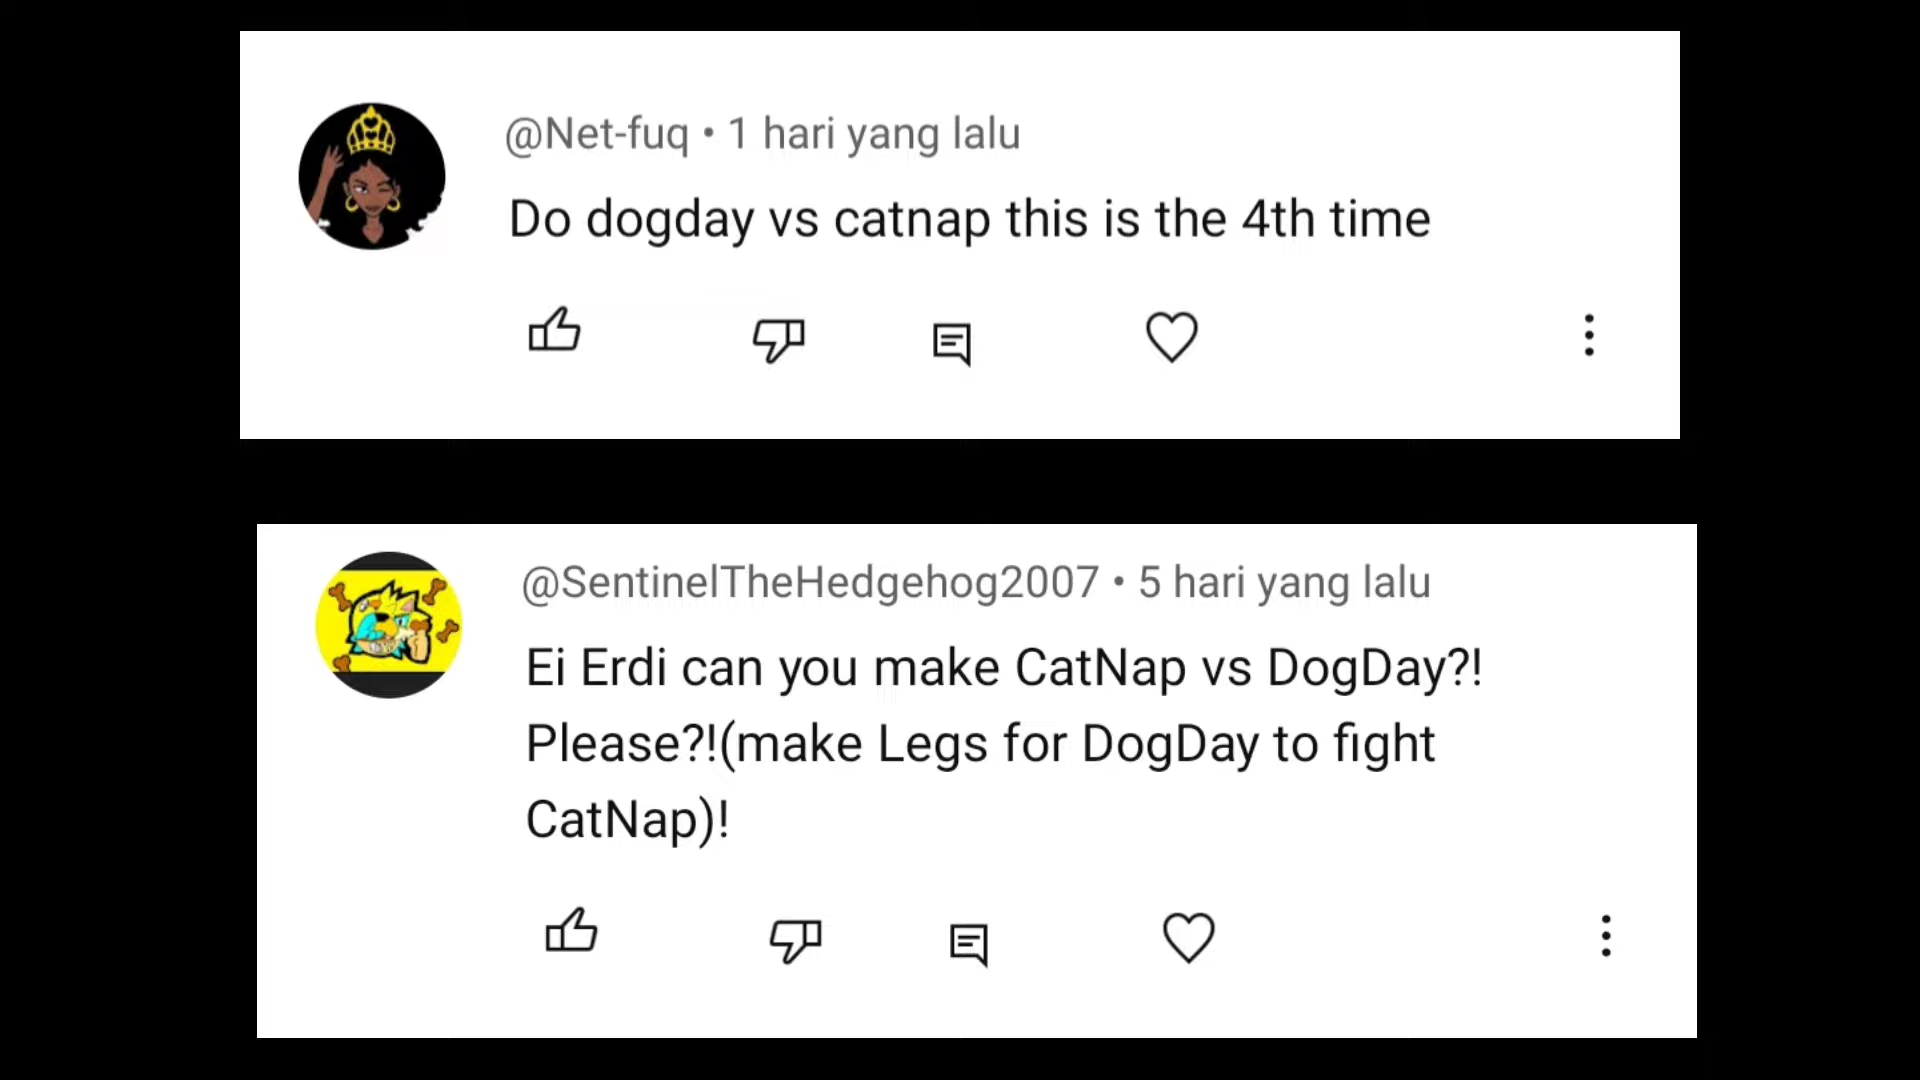 @Net-fuq • 1 hari yang lalu
Do dogday vs catnap this is the 4th time
@SentinelTheHedgehog2007 • 5 hari yang lalu
Ei Erdi can you make CatNap vs DogDay?!
Please?!(make Legs for DogDay to fight
CatNap)!